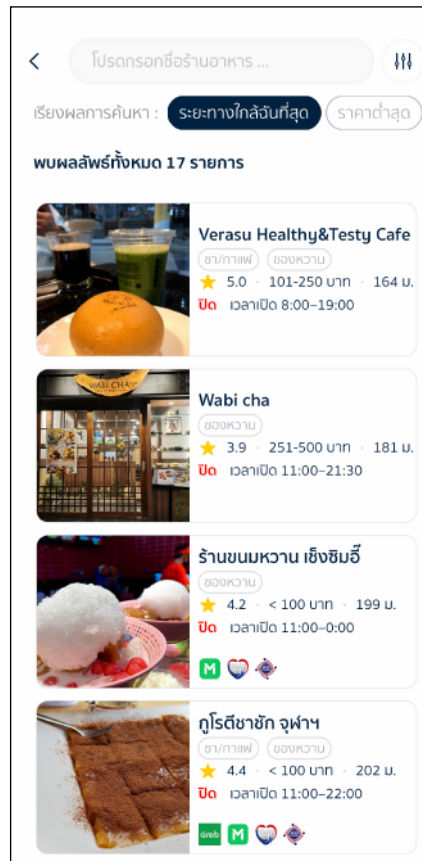 โปรดกรอกชื่อร้านอาหาร ...
เรียงผลการค้นหา : ระยะทางใกล้ฉันที่สุด ราคาต่ำสุด
พบผลลัพธ์ทั้งหมด 17 รายการ
Verasu Healthy&Testy Cafe
ชา/กาแฟ ของหวาน
5.0 · 101-250 บาท · 164 ม.
ปิด เวลาเปิด 8:00–19:00
WABI CHA
Wabi cha
ของหวาน
3.9 · 251-500 บาท · 181 ม.
ปิด เวลาเปิด 11:00–21:30
ร้านขนมหวาน เช็งซิมอี๊
ของหวาน
4.2 · < 100 บาท · 199 ม.
ปิด เวลาเปิด 11:00–0:00
M
กูโรตีชาชัก จุฬาฯ
ชา/กาแฟ ของหวาน
4.4 · < 100 บาท · 202 ม.
ปิด เวลาเปิด 11:00–22:00
Grab M